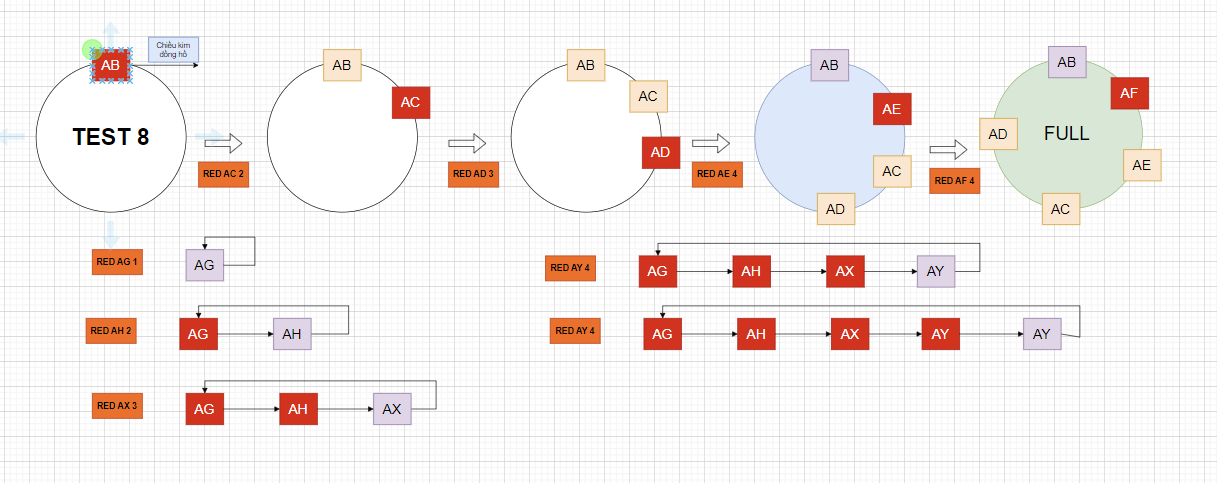 AB
Chiều kim
đồng hồ
TEST 8
RED AC 2
AB
AC
RED AD 3
AB
AC
AD
RED AE 4
AB
AE
AC
AD
RED AF 4
AB
AF
AD
FULL
AE
AC
RED AG 1
AG
RED AH 2
AG
AH
RED AX 3
AG
AH
AX
RED AY 4
AG
AH
AX
AY
RED AY 4
AG
AH
AX
AY
AY